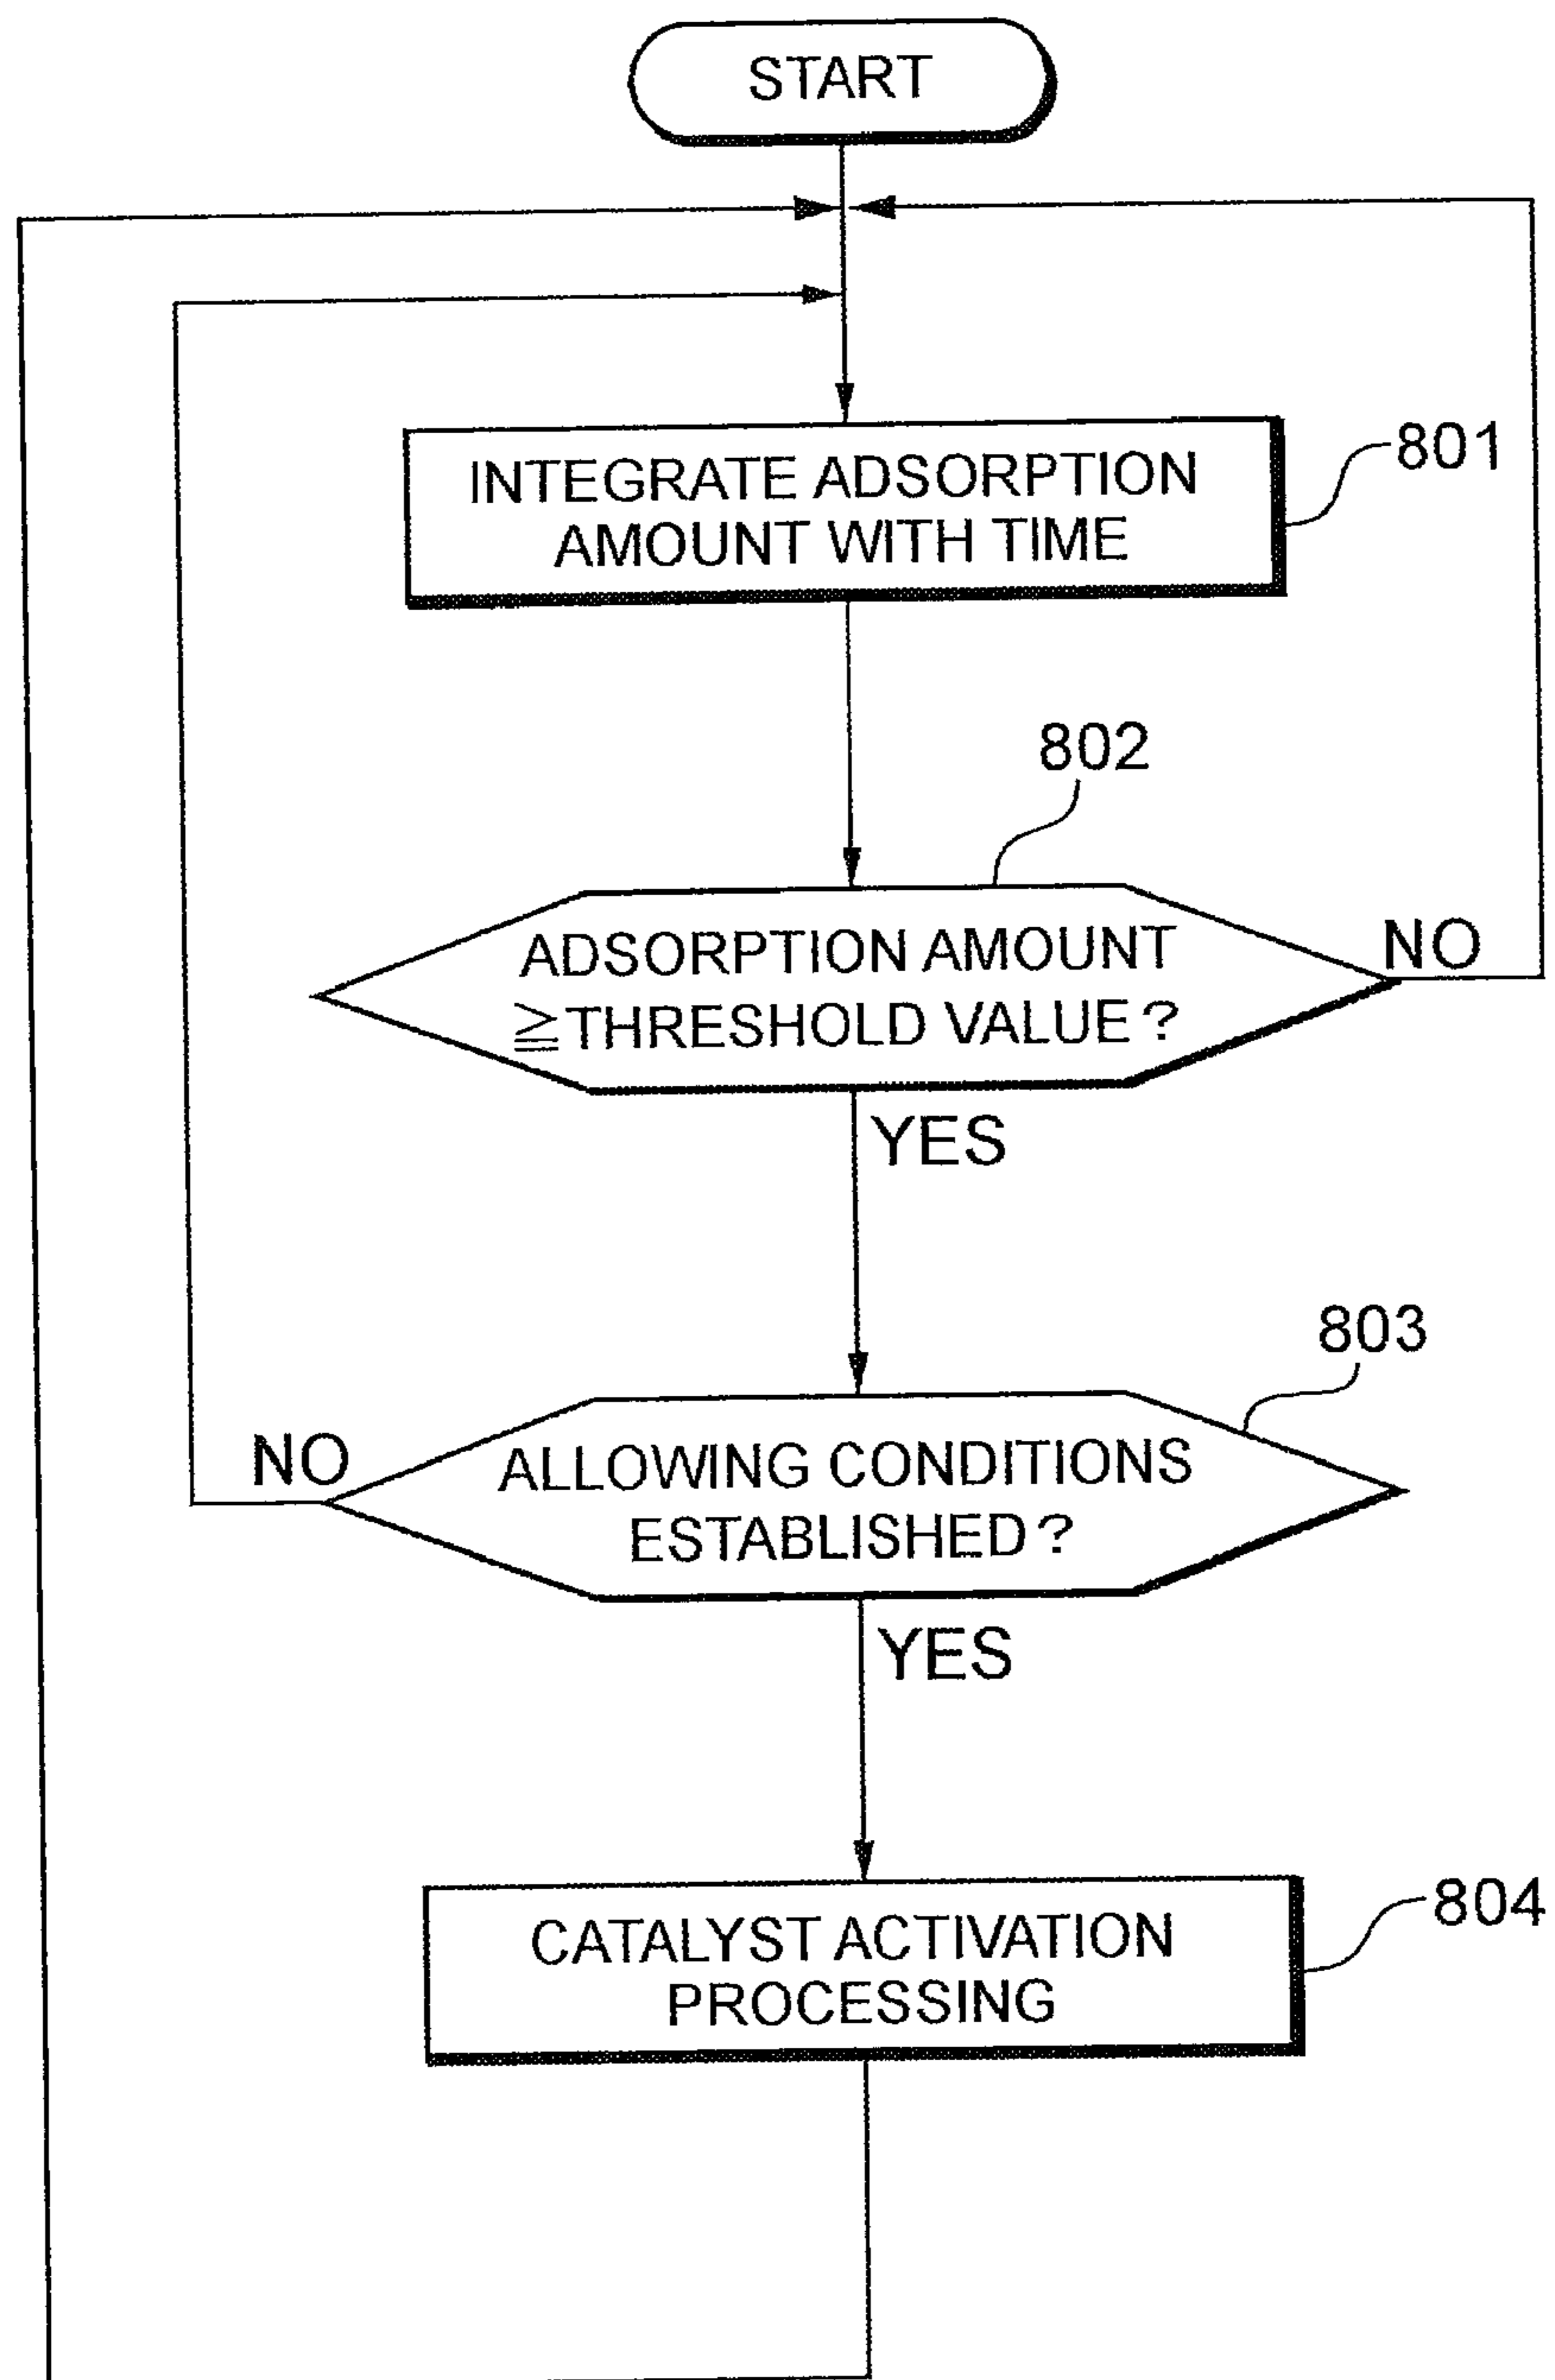 START
801
INTEGRATE ADSORPTION
AMOUNT WITH TIME
802
ADSORPTION AMOUNT
≧THRESHOLD VALUE?
NO
YES
803
NO
ALLOWING CONDITIONS
ESTABLISHED?
YES
804
CATALYST ACTIVATION
PROCESSING